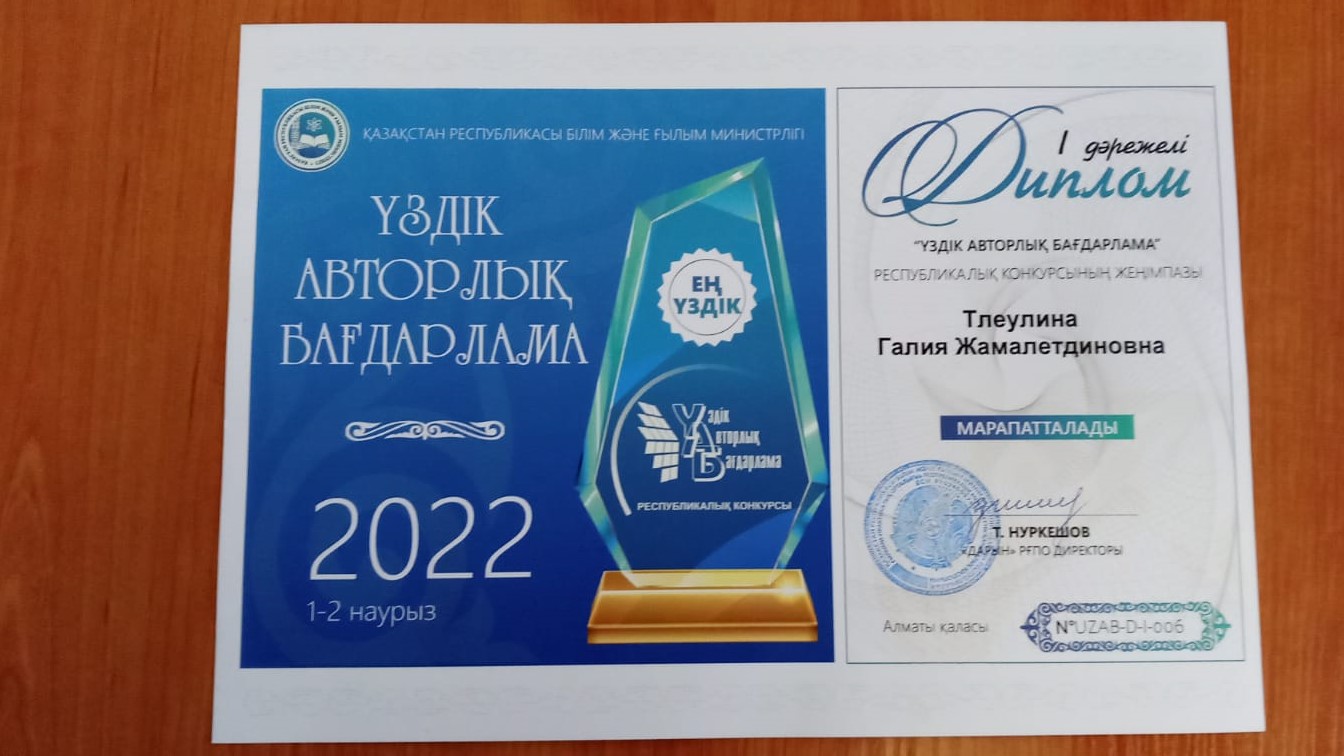 ҚАЗАҚСТАН РЕСПУБЛИКАСЫ БІЛІМ ЖӘНЕ ҒЫЛЫМ МИНИСТРЛІГІ
ҮЗДІК
АВТОРЛЫҚ
БАҒДАРЛАМА
2022
1-2 наурыз
ЕҢ
ҮЗДІК
Үздік
Авторлық
Бағдарлама
РЕСПУБЛИКАЛЫҚ КОНКУРСЫ
I дәрежелі
Диплом
“ҮЗДІК АВТОРЛЫҚ БАҒДАРЛАМА”
РЕСПУБЛИКАЛЫҚ КОНКУРСЫНЫҢ ЖЕҢІМПАЗЫ
Тлеулина
Галия Жамалетдиновна
МАРАПАТТАЛАДЫ
Т. НУРКЕШОВ
«ДАРЫН» РҒПО ДИРЕКТОРЫ
Алматы қаласы
N°UZAB-D-I-006